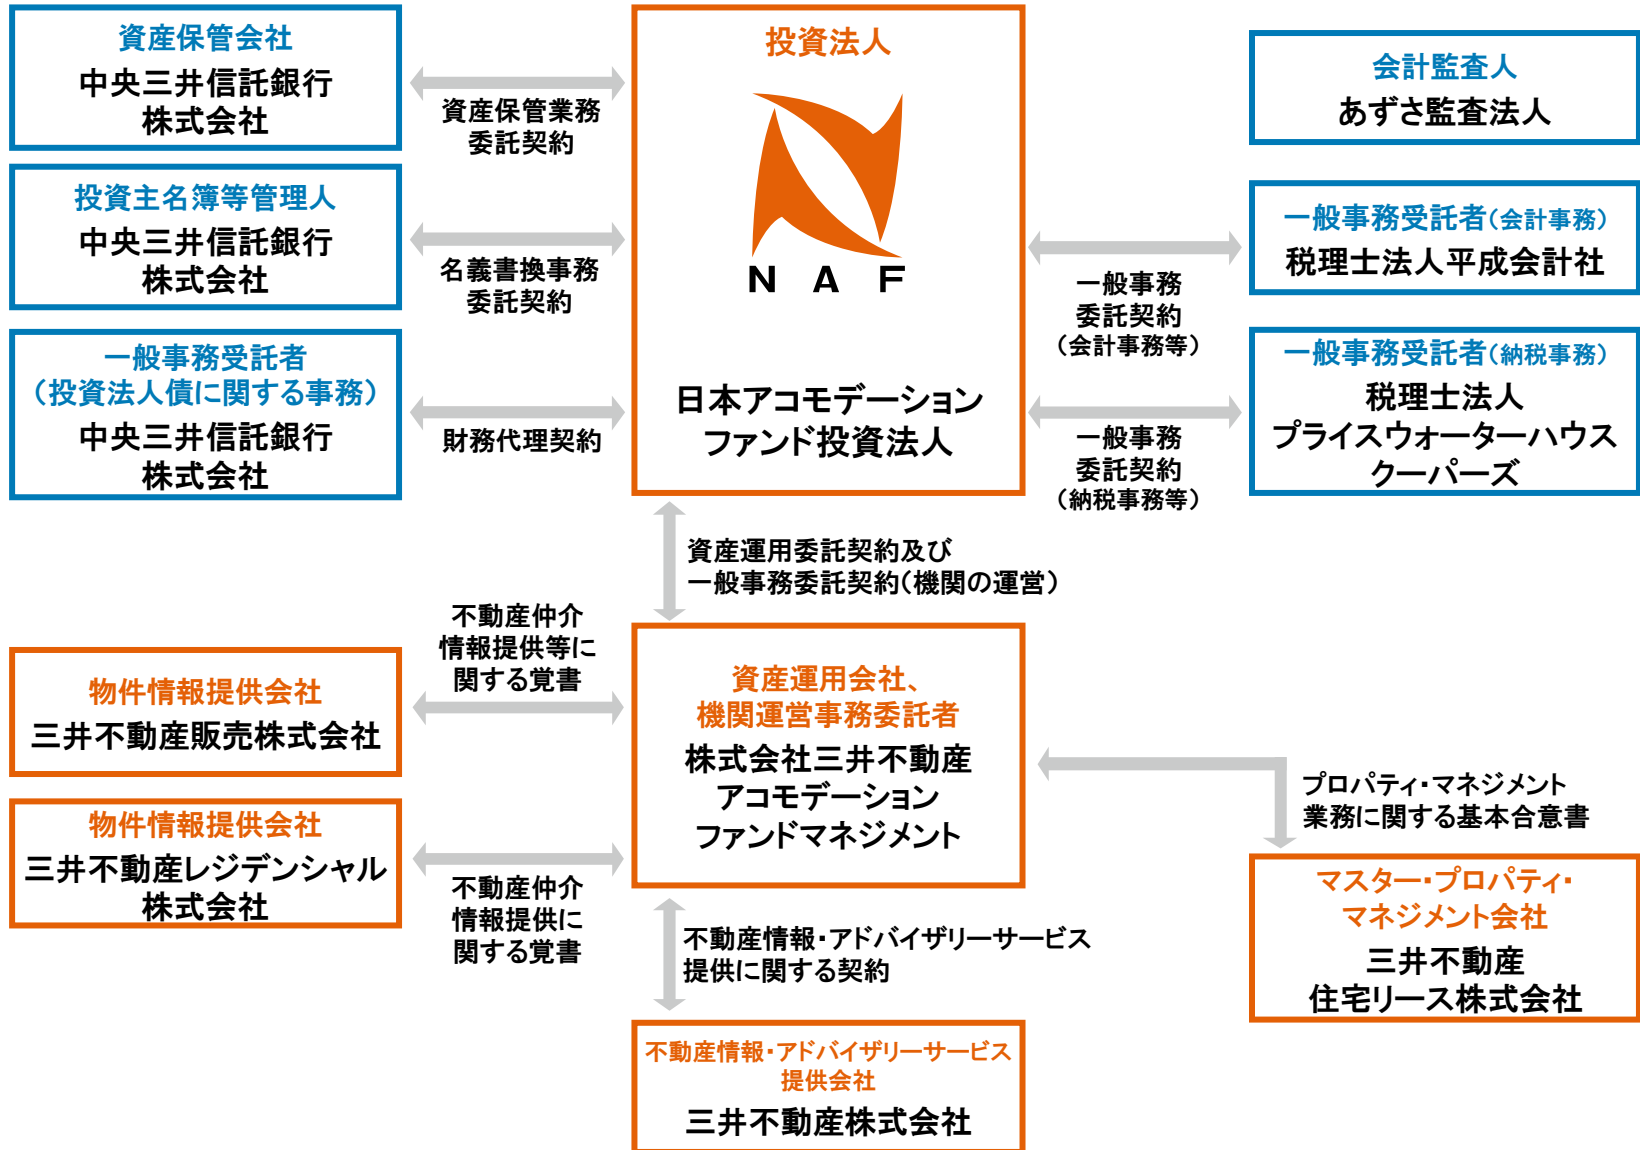 資産保管会社
中央三井信託銀行
株式会社
資産保管業務
委託契約
投資主名簿等管理人
中央三井信託銀行
株式会社
名義書換事務
委託契約
一般事務受託者
(投資法人債に関する事務)
中央三井信託銀行
株式会社
財務代理契約
投資法人
NAF
日本アコモデーション
ファンド投資法人
会計監査人
あずさ監査法人
一般事務受託者(会計事務)
税理士法人平成会計社
一般事務
委託契約
(会計事務等)
一般事務受託者(納税事務)
税理士法人
プライスウォーターハウス
クーパーズ
一般事務
委託契約
(納税事務等)
資産運用委託契約及び
一般事務委託契約(機関の運営)
不動産仲介
情報提供等に
関する覚書
物件情報提供会社
三井不動産販売株式会社
物件情報提供会社
三井不動産レジデンシャル
株式会社
不動産仲介
情報提供に
関する覚書
資産運用会社、
機関運営事務委託者
株式会社三井不動産
アコモデーション
ファンドマネジメント
プロパティ・マネジメント
業務に関する基本合意書
マスター・プロパティ・
マネジメント会社
三井不動産
住宅リース株式会社
不動産情報・アドバイザリーサービス
提供に関する契約
不動産情報・アドバイザリーサービス
提供会社
三井不動産株式会社